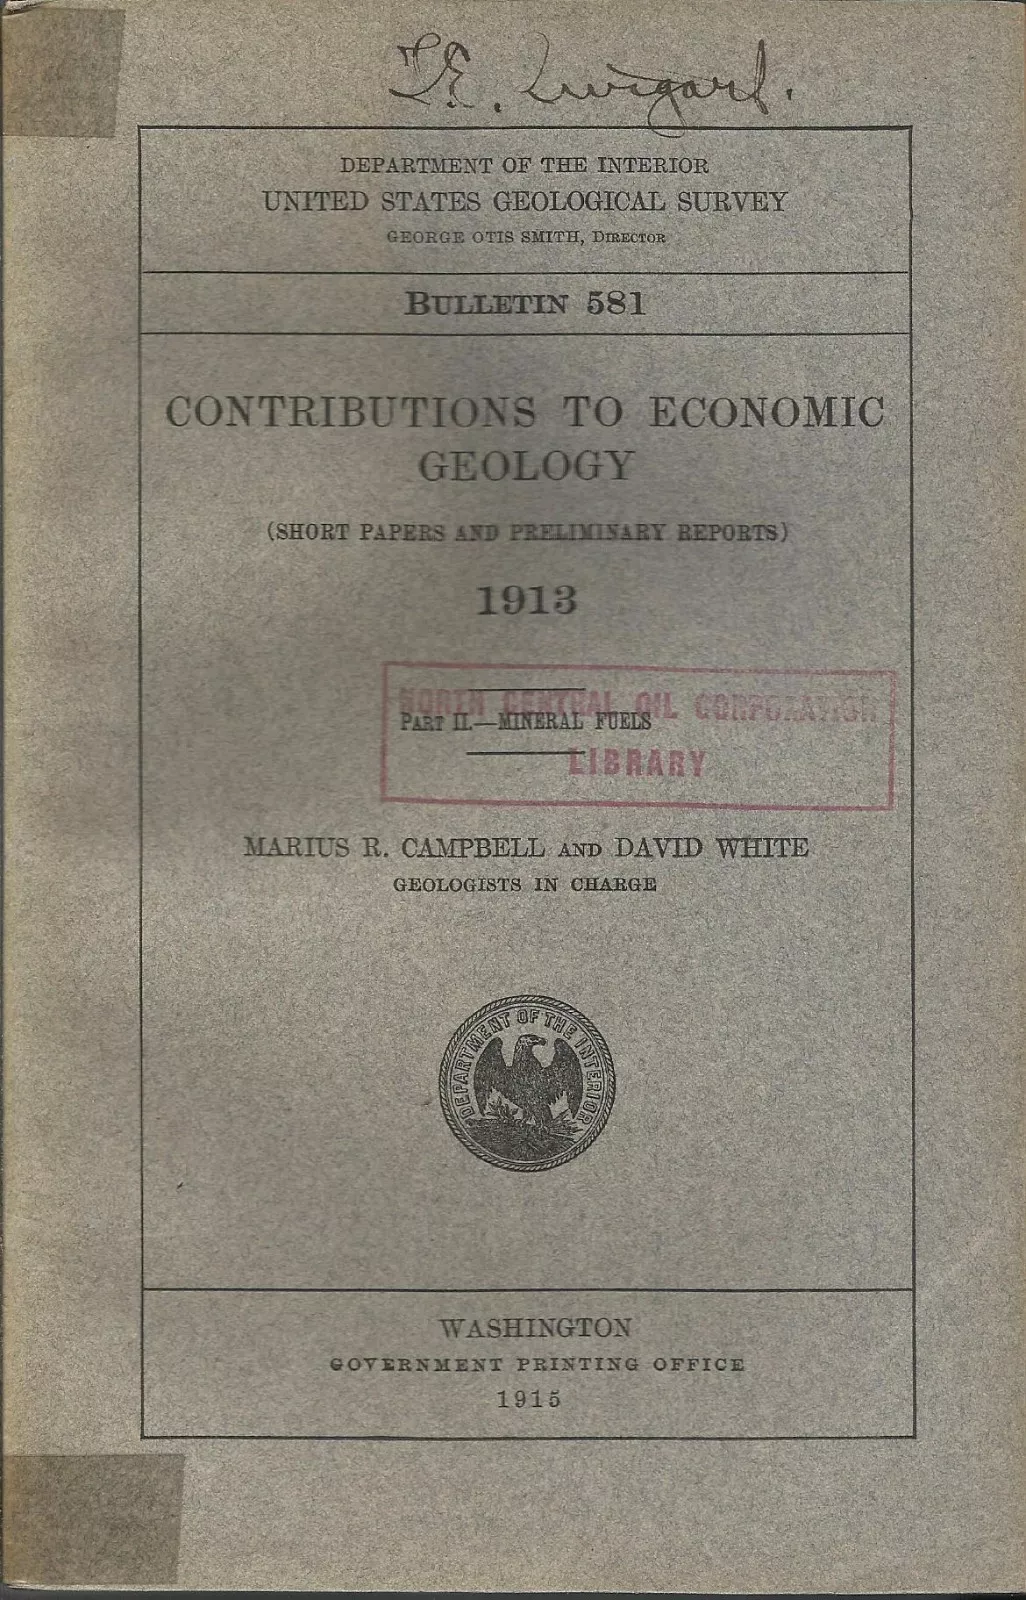 T.E.
DEPARTMENT OF THE INTERIOR
UNITED STATES GEOLOGICAL SURVEY
GEORGE OTIS SMITH, DIRECTOR
BULLETIN 581
CONTRIBUTIONS TO ECONOMIC
GEOLOGY
(SHORT PAPERS AND PRELIMINARY REPORTS)
1913
NORTH CENTRAL OIL CORPORATION
PART II.—MINERAL FUELS
LIBRARY
MARIUS R. CAMPBELL AND DAVID WHITE
GEOLOGISTS IN CHARGE
DEPARTMENT OF THE INTERIOR
WASHINGTON
GOVERNMENT PRINTING OFFICE
1915